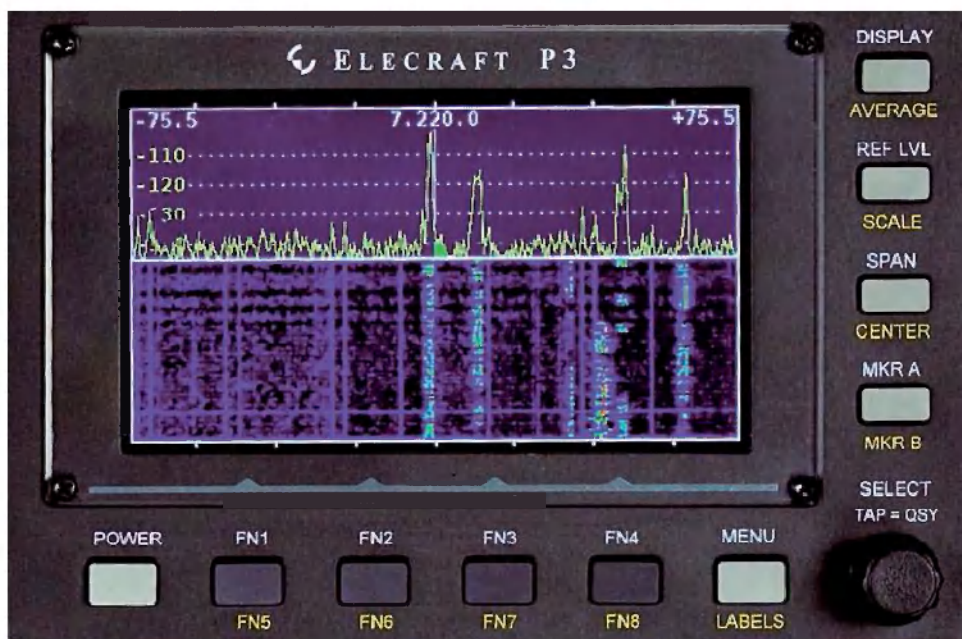 ELECRAFT P3
-75.5 7.220.0 +75.5
-110
-120
30
DISPLAY
AVERAGE
REF LVL
SCALE
SPAN
CENTER
MKR A
MKR B
SELECT
TAP = QSY
POWER FN1 FN2 FN3 FN4 MENU
FN5 FN6 FN7 FN8 LABELS